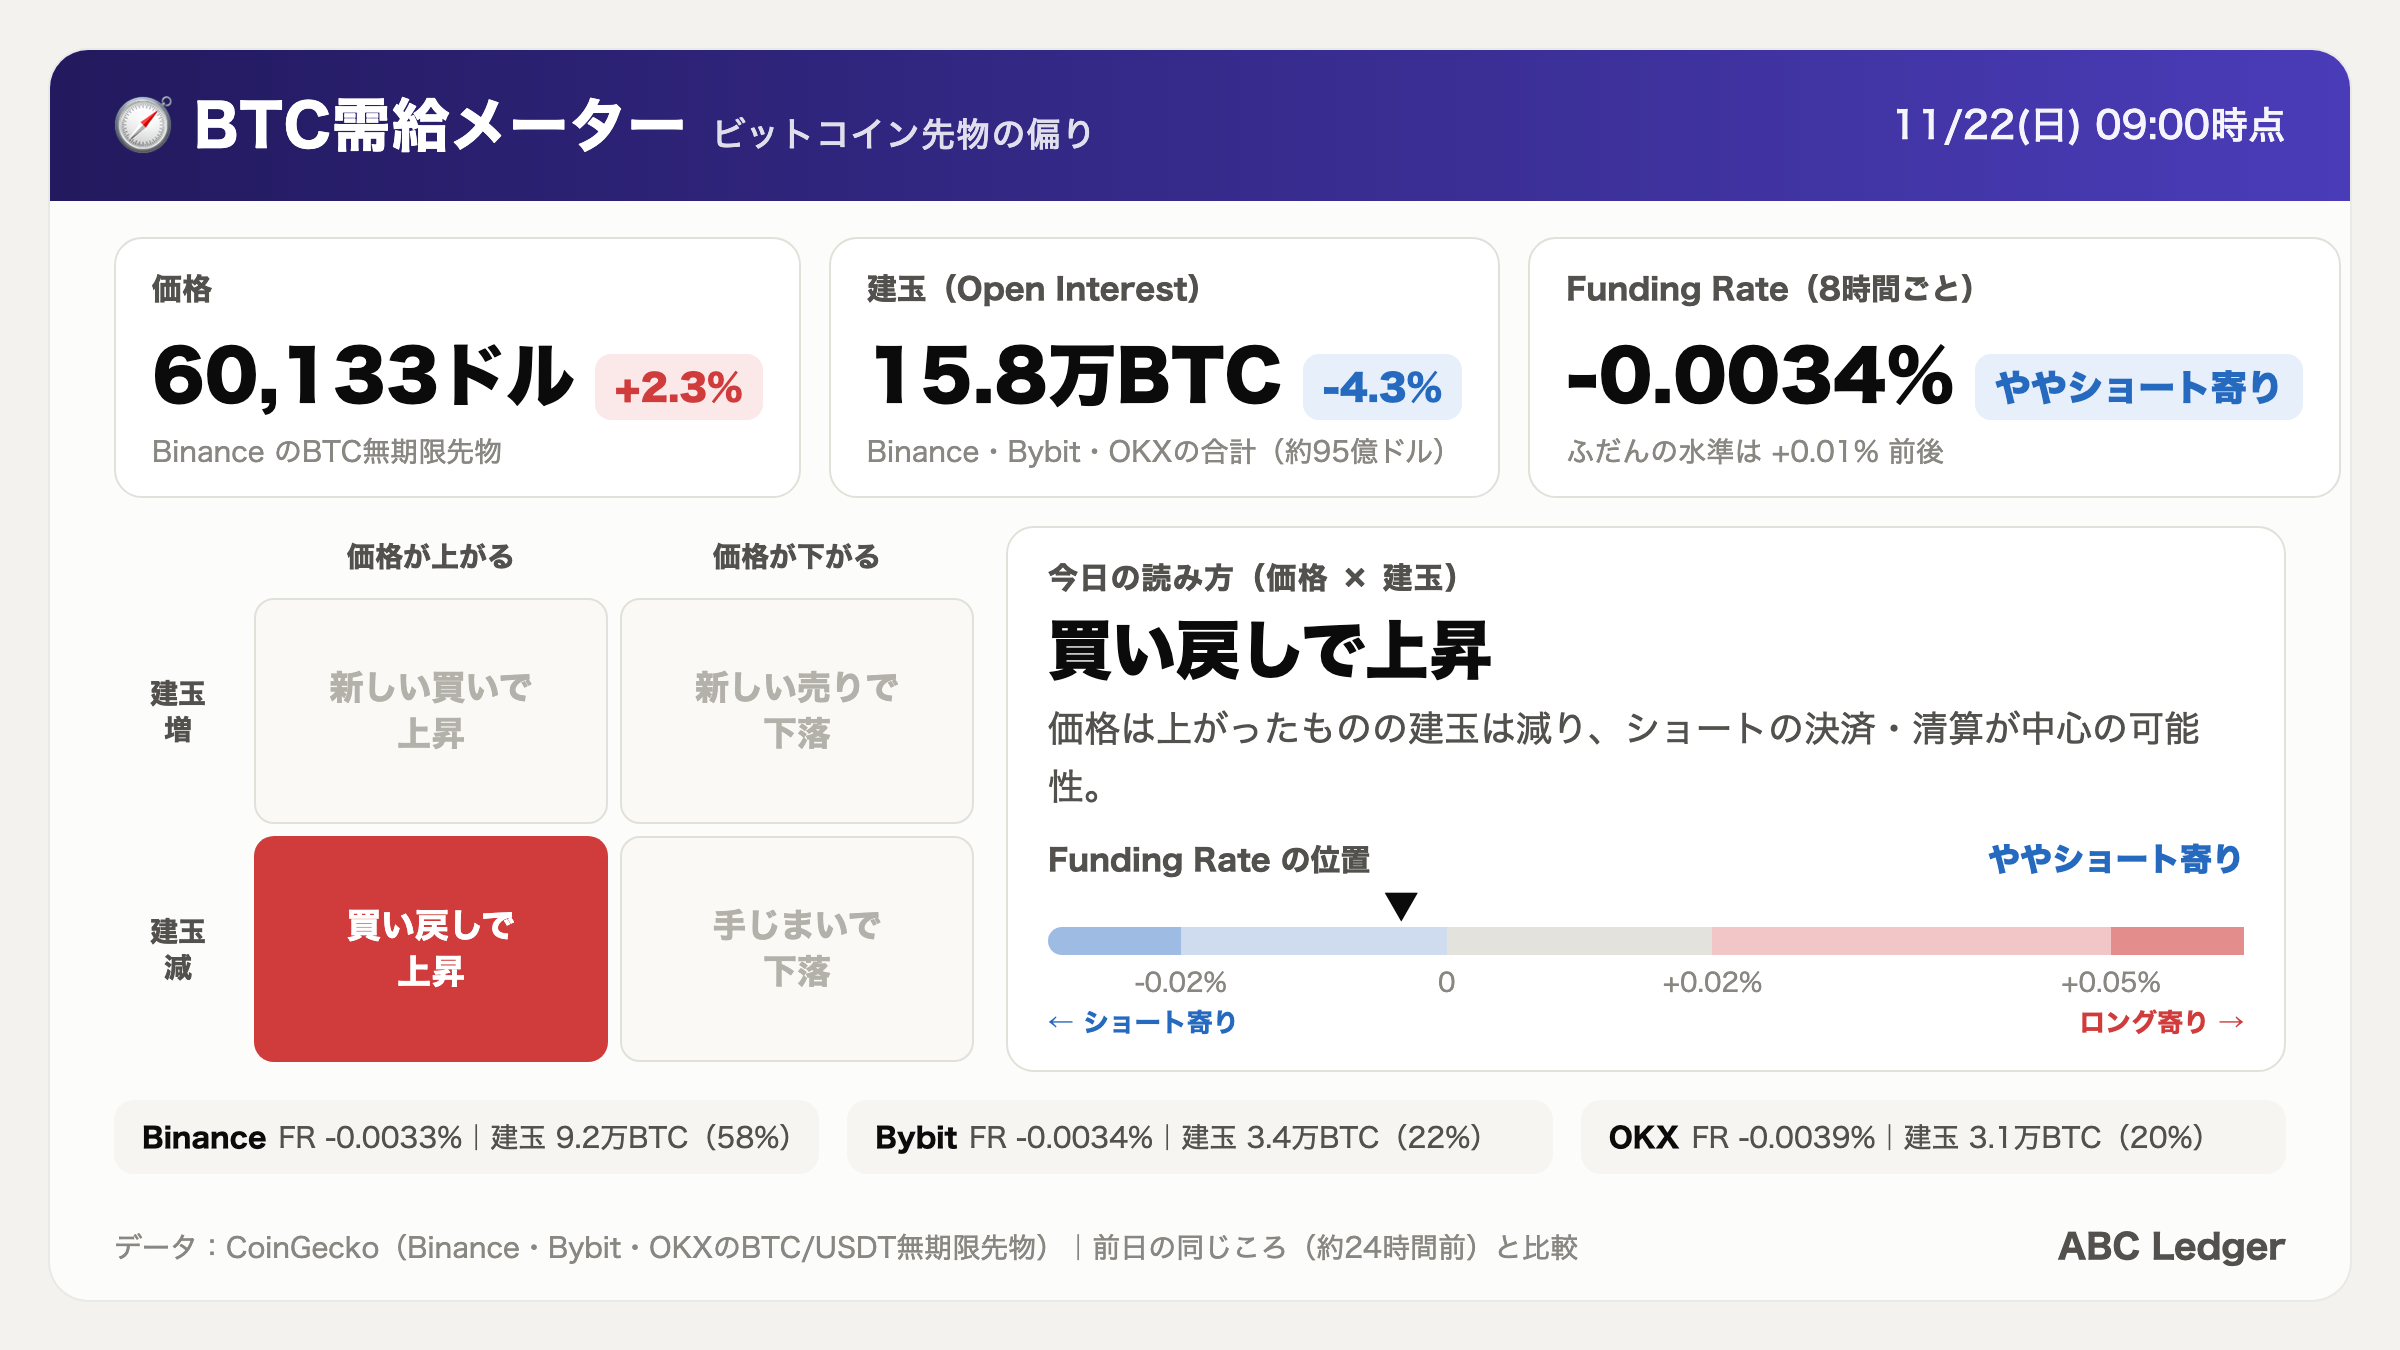 BTC需給メーター ビットコイン先物の偏り
11/22(日) 09:00時点
価格
60,133ドル +2.3%
Binance のBTC無期限先物
建玉（Open Interest）
15.8万BTC -4.3%
Binance・Bybit・OKXの合計（約95億ドル）
Funding Rate（8時間ごと）
-0.0034% ややショート寄り
ふだんの水準は +0.01% 前後
価格が上がる 価格が下がる
建玉
増
新しい買いで
上昇
新しい売りで
下落
建玉
減
買い戻しで
上昇
手じまいで
下落
今日の読み方（価格 × 建玉）
買い戻しで上昇
価格は上がったものの建玉は減り、ショートの決済・清算が中心の可能
性。
Funding Rate の位置 ややショート寄り
▼
-0.02% 0 +0.02% +0.05%
← ショート寄り ロング寄り →
Binance FR -0.0033%｜建玉 9.2万BTC（58%）
Bybit FR -0.0034%｜建玉 3.4万BTC（22%）
OKX FR -0.0039%｜建玉 3.1万BTC（20%）
データ：CoinGecko（Binance・Bybit・OKXのBTC/USDT無期限先物）｜前日の同じころ（約24時間前）と比較
ABC Ledger